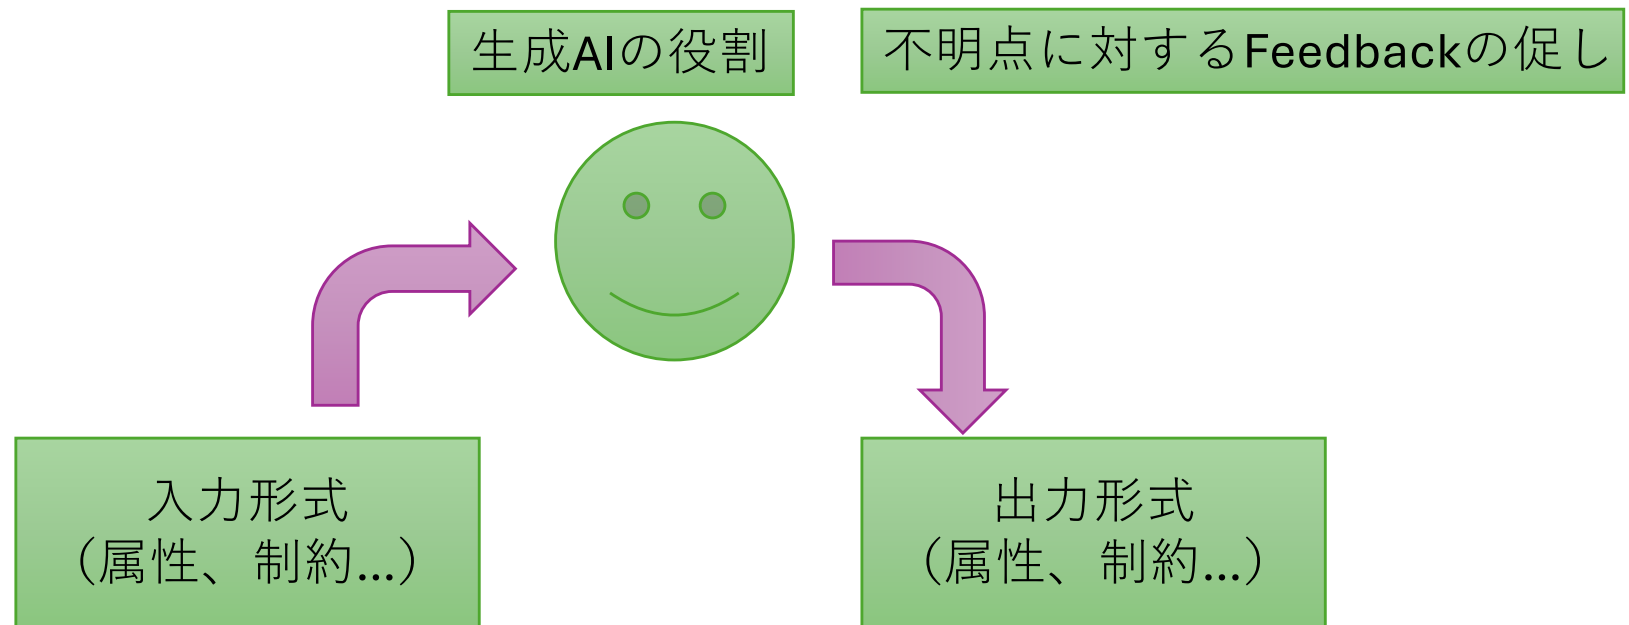 生成AIの役割
不明点に対するFeedbackの促し
入力形式
（属性、制約…）
出力形式
（属性、制約…）